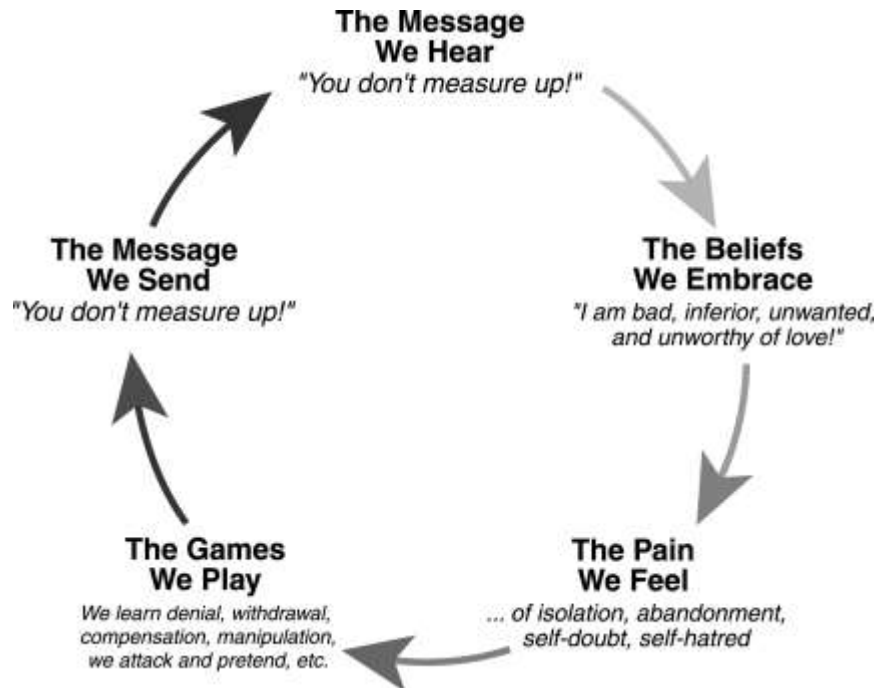 The Message
We Hear
"You don't measure up!"
The Beliefs
We Embrace
"I am bad, inferior, unwanted,
and unworthy of love!"
The Pain
We Feel
... of isolation, abandonment,
self-doubt, self-hatred
The Games
We Play
We learn denial, withdrawal,
compensation, manipulation,
we attack and pretend, etc.
The Message
We Send
"You don't measure up!"